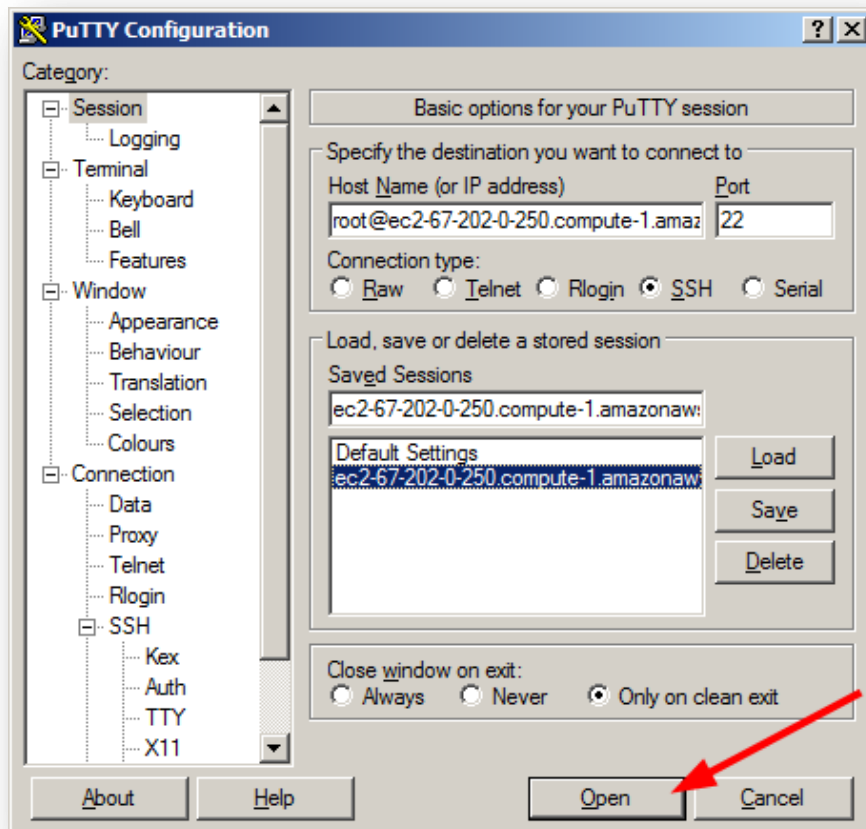 PuTTY Configuration
Category:
Session
Logging
Terminal
Keyboard
Bell
Features
Window
Appearance
Behaviour
Translation
Selection
Colours
Connection
Data
Proxy
Telnet
Rlogin
SSH
Kex
Auth
TTY
X11
Basic options for your PuTTY session
Specify the destination you want to connect to
Host Name (or IP address) Port
root@ec2-67-202-0-250.compute-1.amaz 22
Connection type:
Raw Telnet Rlogin SSH Serial
Load, save or delete a stored session
Saved Sessions
ec2-67-202-0-250.compute-1.amazonaws
Default Settings
ec2-67-202-0-250.compute-1.amazonaw
Load
Save
Delete
Close window on exit:
Always Never Only on clean exit
About Help Open Cancel